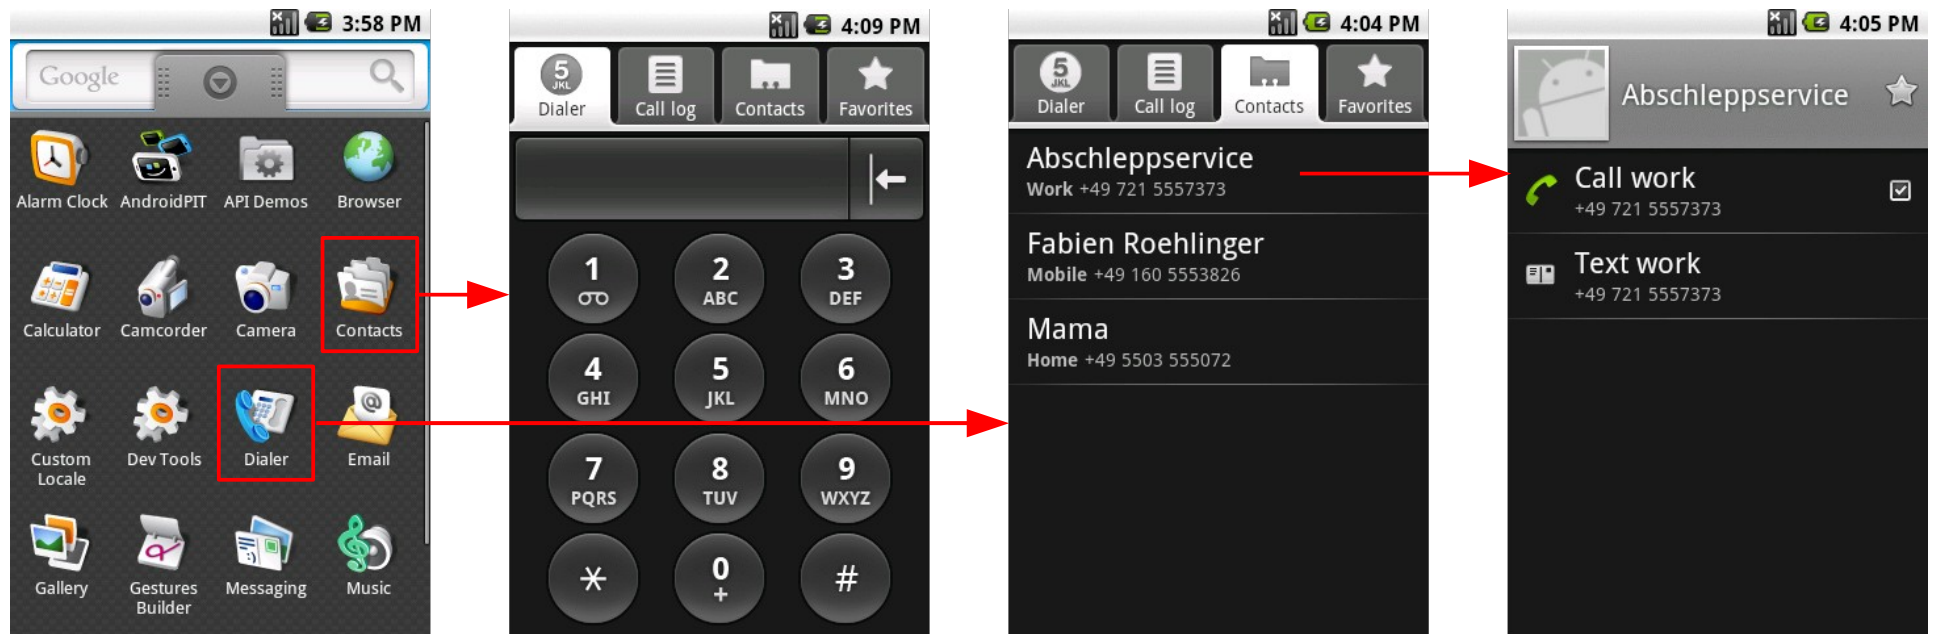 3:58 PM
Google
Alarm Clock AndroidPIT API Demos Browser
Calculator Camcorder Camera Contacts
Custom Locale Dev Tools Dialer Email
Gallery Gestures Builder Messaging Music
4:09 PM
5
JKL
Dialer Call log Contacts Favorites
1 2 3
ABC DEF
4 5 6
GHI JKL MNO
7 8 9
PQRS TUV WXYZ
* 0 #
+
4:04 PM
5
JKL
Dialer Call log Contacts Favorites
Abschleppservice
Work +49 721 5557373
Fabien Roehlinger
Mobile +49 160 5553826
Mama
Home +49 5503 555072
4:05 PM
Abschleppservice
Call work
+49 721 5557373
Text work
+49 721 5557373